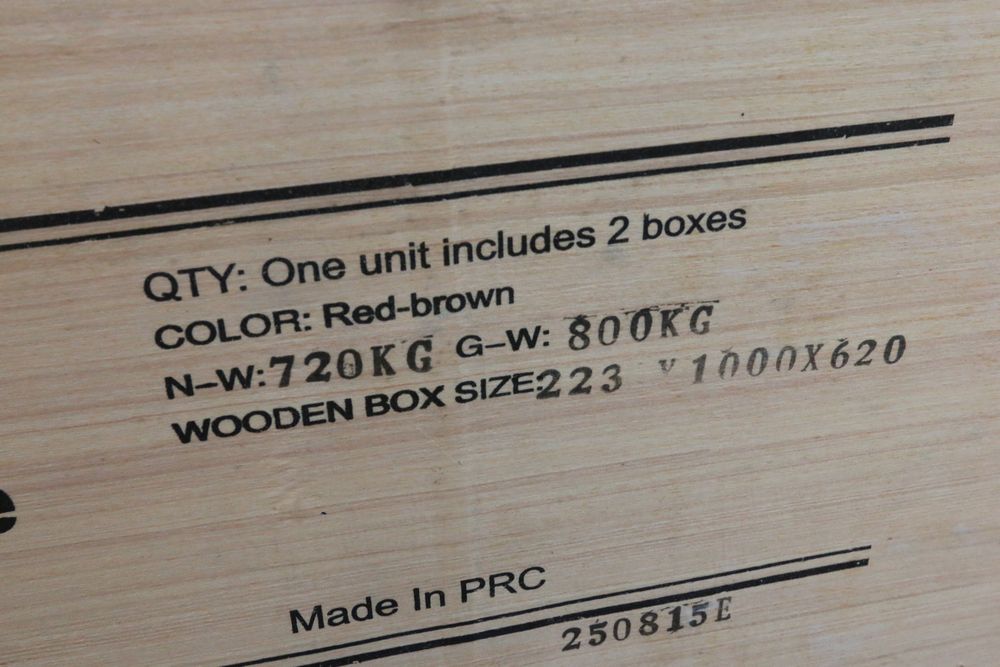 QTY: One unit includes 2 boxes
COLOR: Red-brown
N-W:720KG G-W: 800KG
WOODEN BOX SIZE:223 X1000X620
Made In PRC
250815E